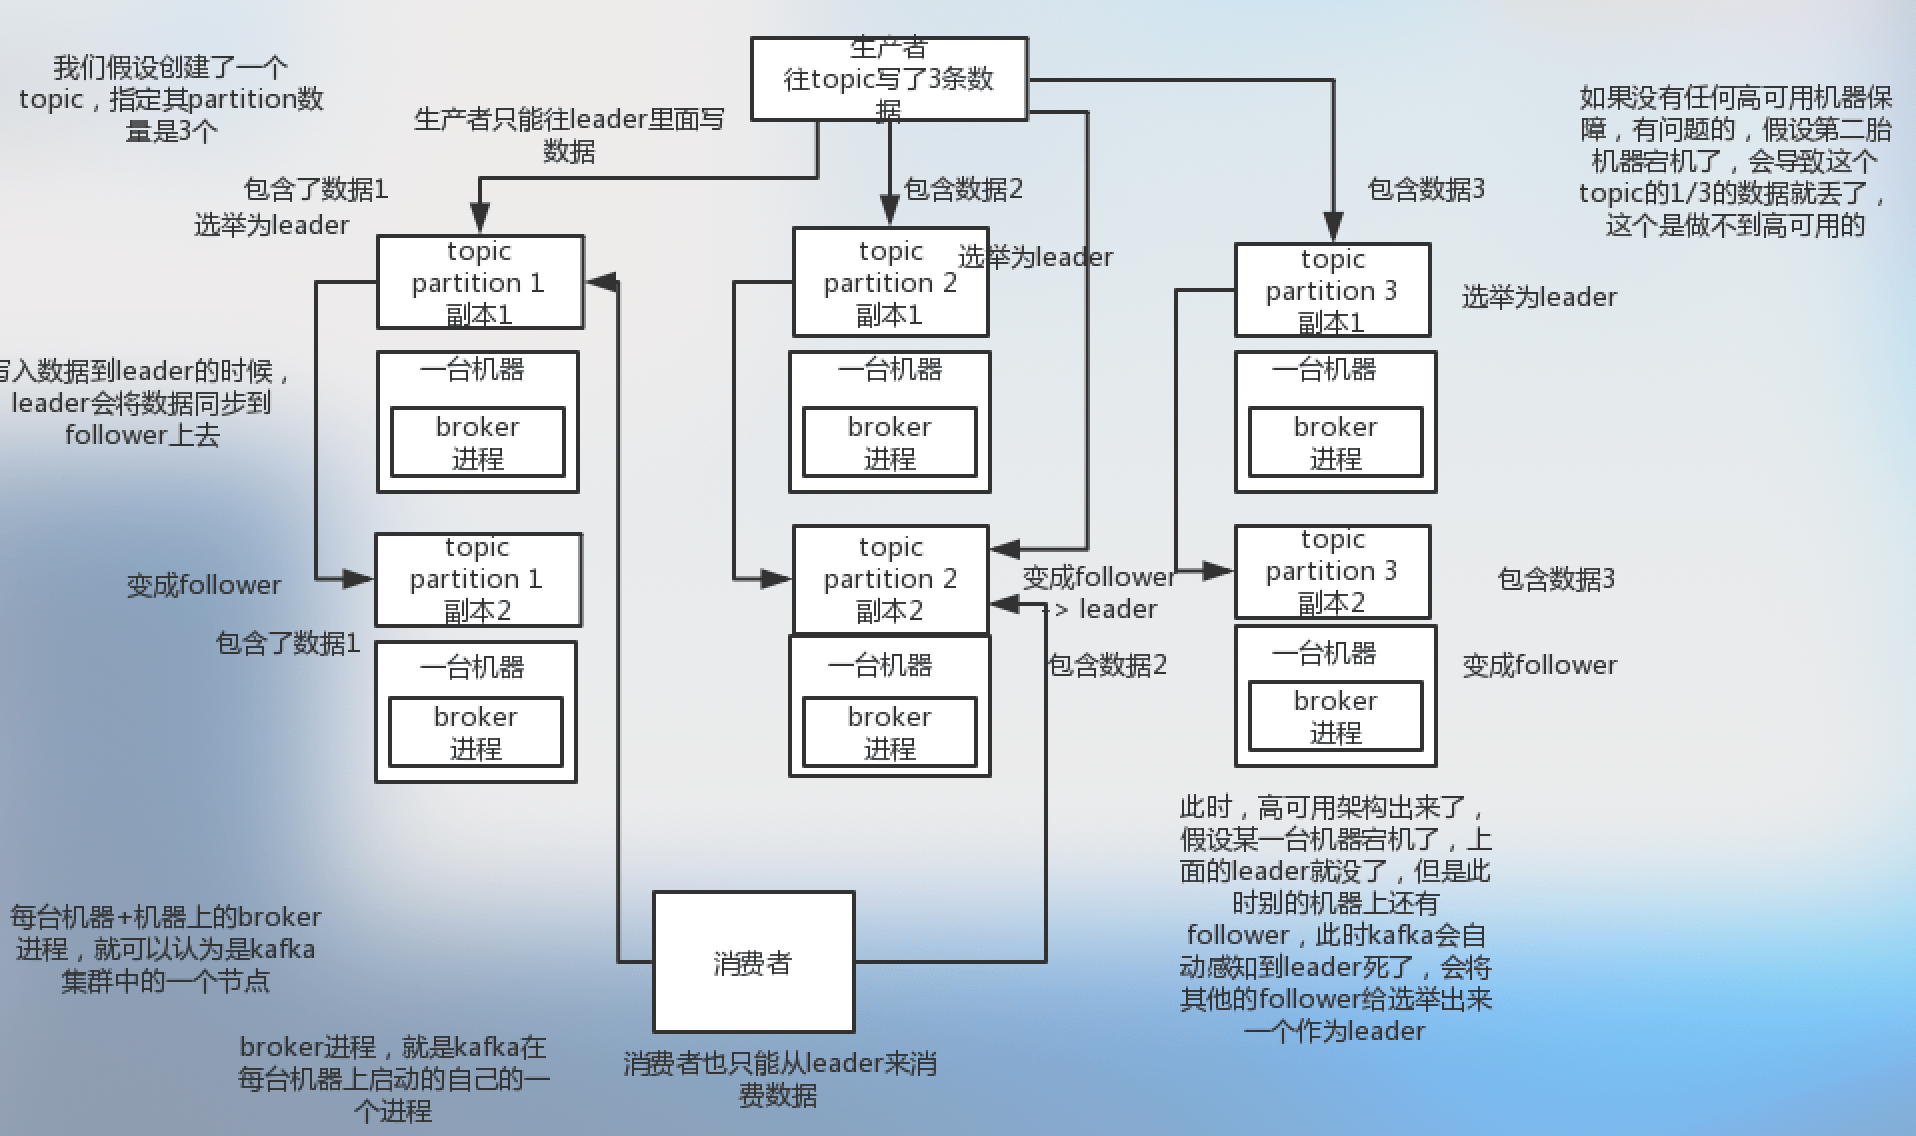 我们假设创建了一个
topic，指定其partition数
量是3个
生产者
往topic写了3条数
据
生产者只能往leader里面写
数据
如果没有任何高可用机器保
障，有问题的，假设第二胎
机器宕机了，会导致这个
topic的1/3的数据就丢了，
这个是做不到高可用的
包含了数据1
选举为leader
包含数据2
包含数据3
topic
partition 1
副本1
topic
partition 2
副本1
选举为leader
topic
partition 3
副本1
选举为leader
入数据到leader的时候，
leader会将数据同步到
follower上去
一台机器
broker
进程
一台机器
broker
进程
一台机器
broker
进程
变成follower
包含了数据1
topic
partition 1
副本2
topic
partition 2
副本2
变成follower
-> leader
包含数据2
topic
partition 3
副本2
包含数据3
变成follower
一台机器
broker
进程
一台机器
broker
进程
一台机器
broker
进程
此时，高可用架构出来了，
假设某一台机器宕机了，上
面的leader就没了，但是此
时别的机器上还有
follower，此时kafka会自
动感知到leader死了，会将
其他的follower给选举出来
一个作为leader
每台机器+机器上的broker
进程，就可以认为是kafka
集群中的一个节点
消费者
broker进程，就是kafka在
每台机器上启动的自己的一
个进程
消费者也只能从leader来消
费数据